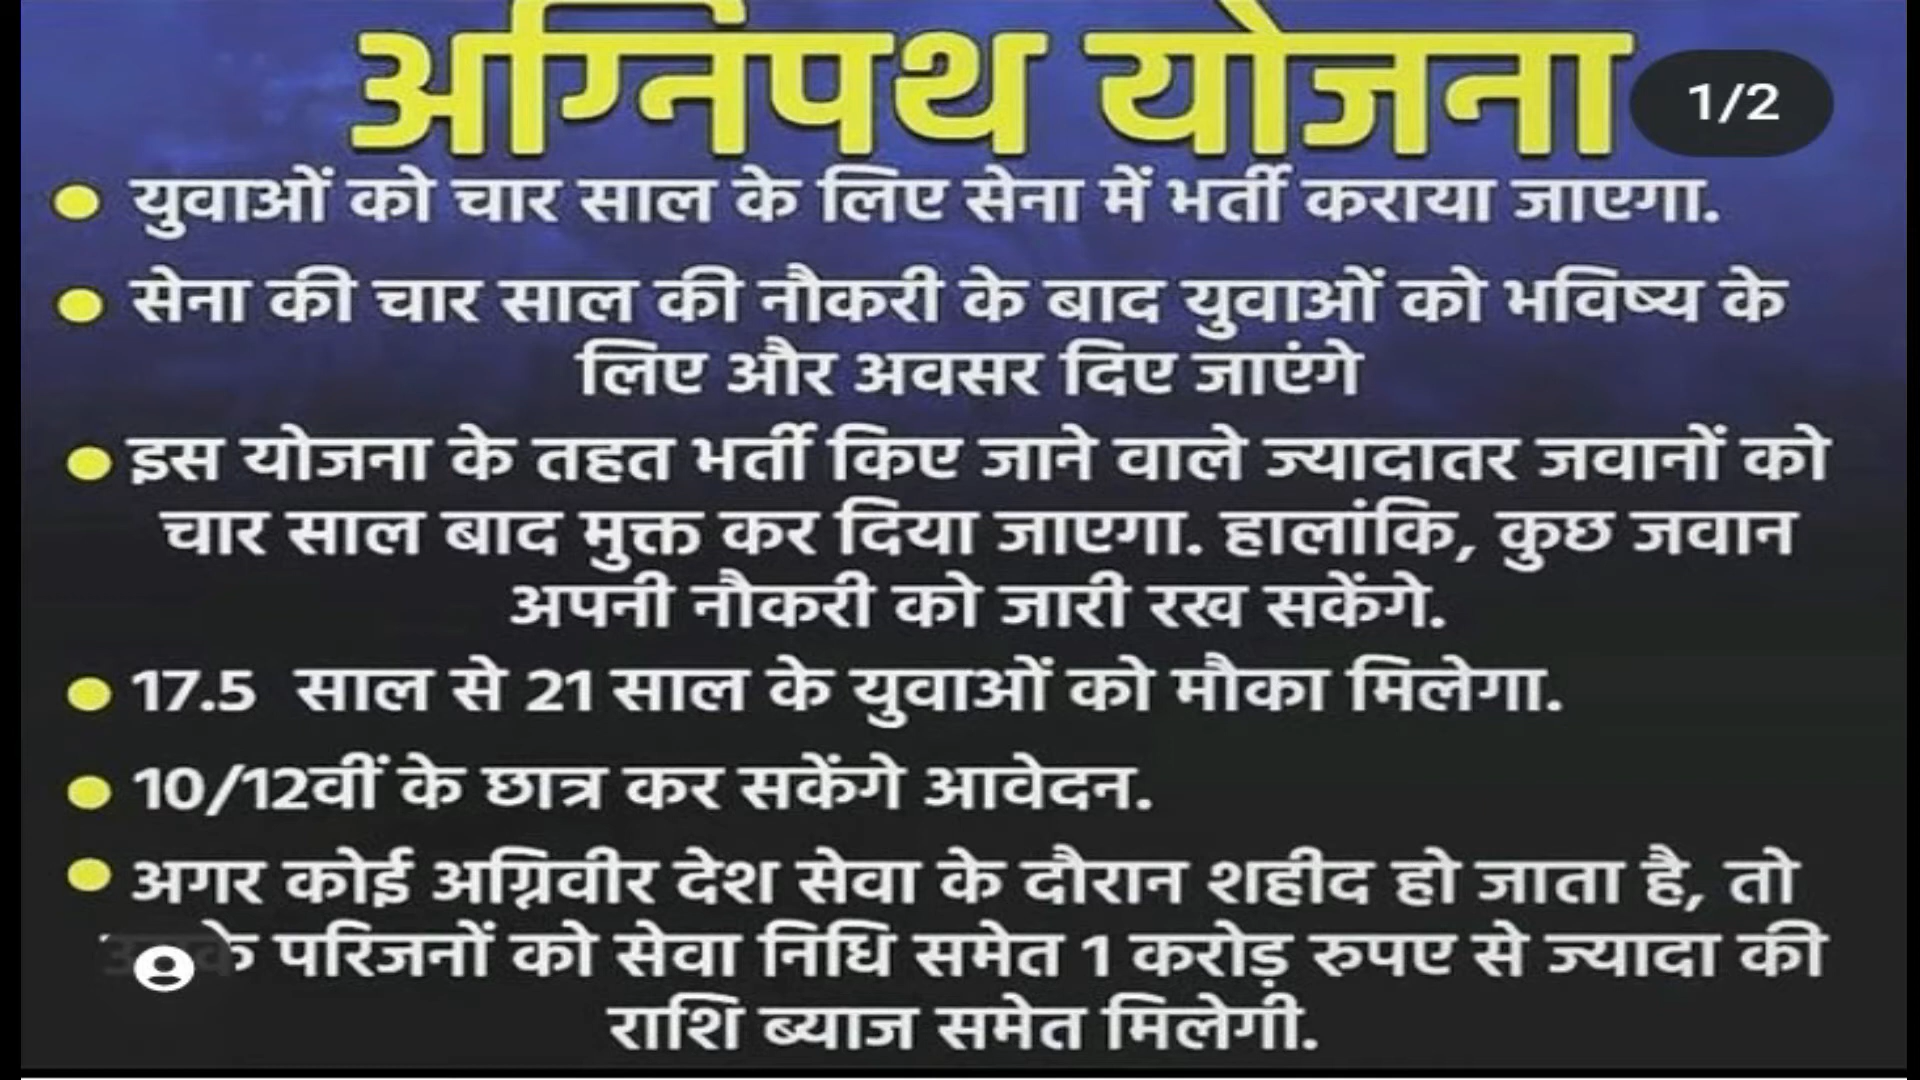 अग्निपथ योजना
1/2
युवाओं को चार साल के लिए सेना में भर्ती कराया जाएगा.
सेना की चार साल की नौकरी के बाद युवाओं को भविष्य के
लिए और अवसर दिए जाएंगे
इस योजना के तहत भर्ती किए जाने वाले ज्यादातर जवानों को
चार साल बाद मुक्त कर दिया जाएगा. हालांकि, कुछ जवान
अपनी नौकरी को जारी रख सकेंगे.
17.5 साल से 21 साल के युवाओं को मौका मिलेगा.
10/12वीं के छात्र कर सकेंगे आवेदन.
अगर कोई अग्निवीर देश सेवा के दौरान शहीद हो जाता है, तो
परिजनों को सेवा निधि समेत 1 करोड़ रुपए से ज्यादा की
राशि ब्याज समेत मिलेगी.